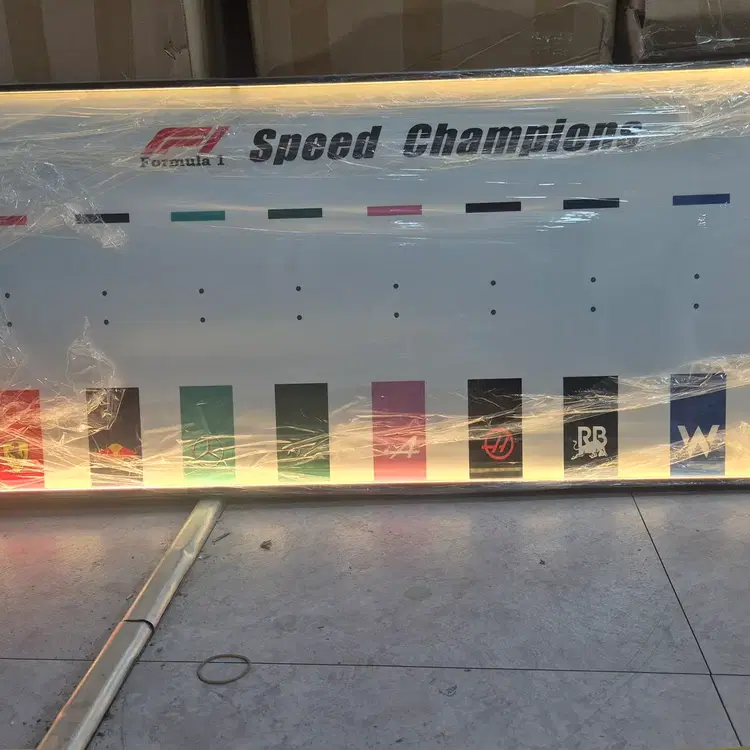 F1 Speed Champions
Formula 1
A
H
RB
W